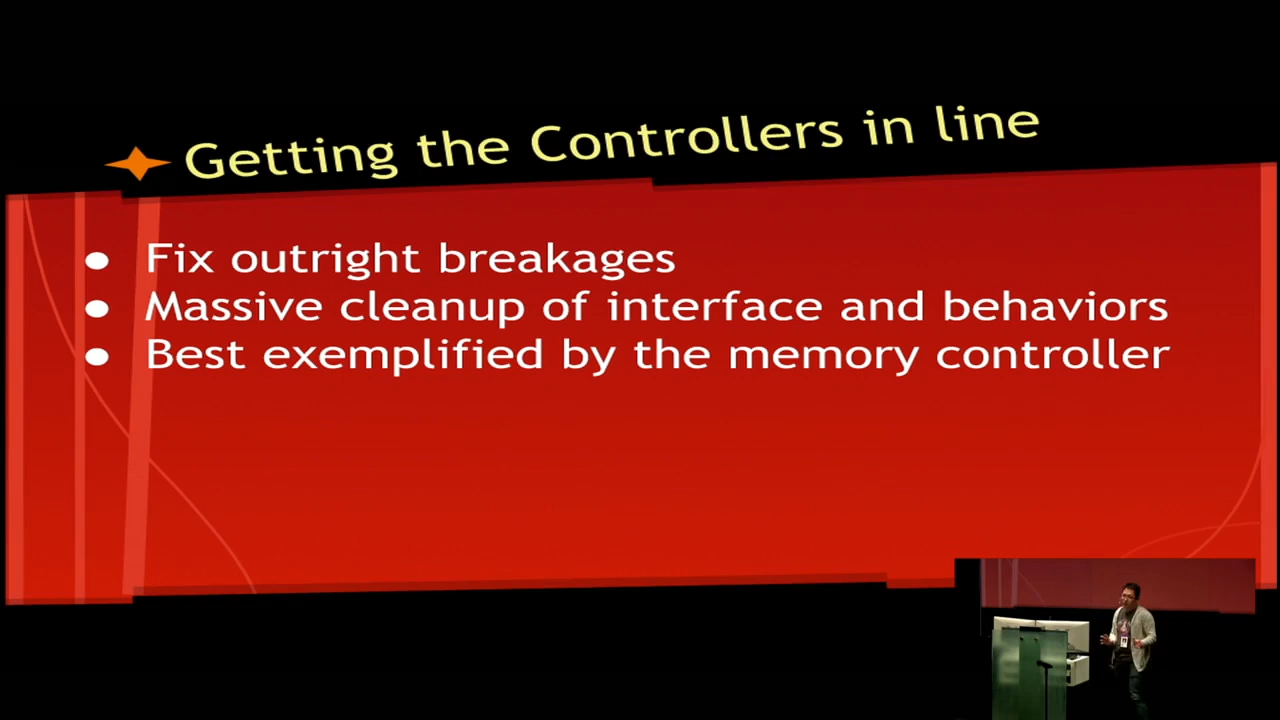 Getting the Controllers in line
● Fix outright breakages
● Massive cleanup of interface and behaviors
● Best exemplified by the memory controller